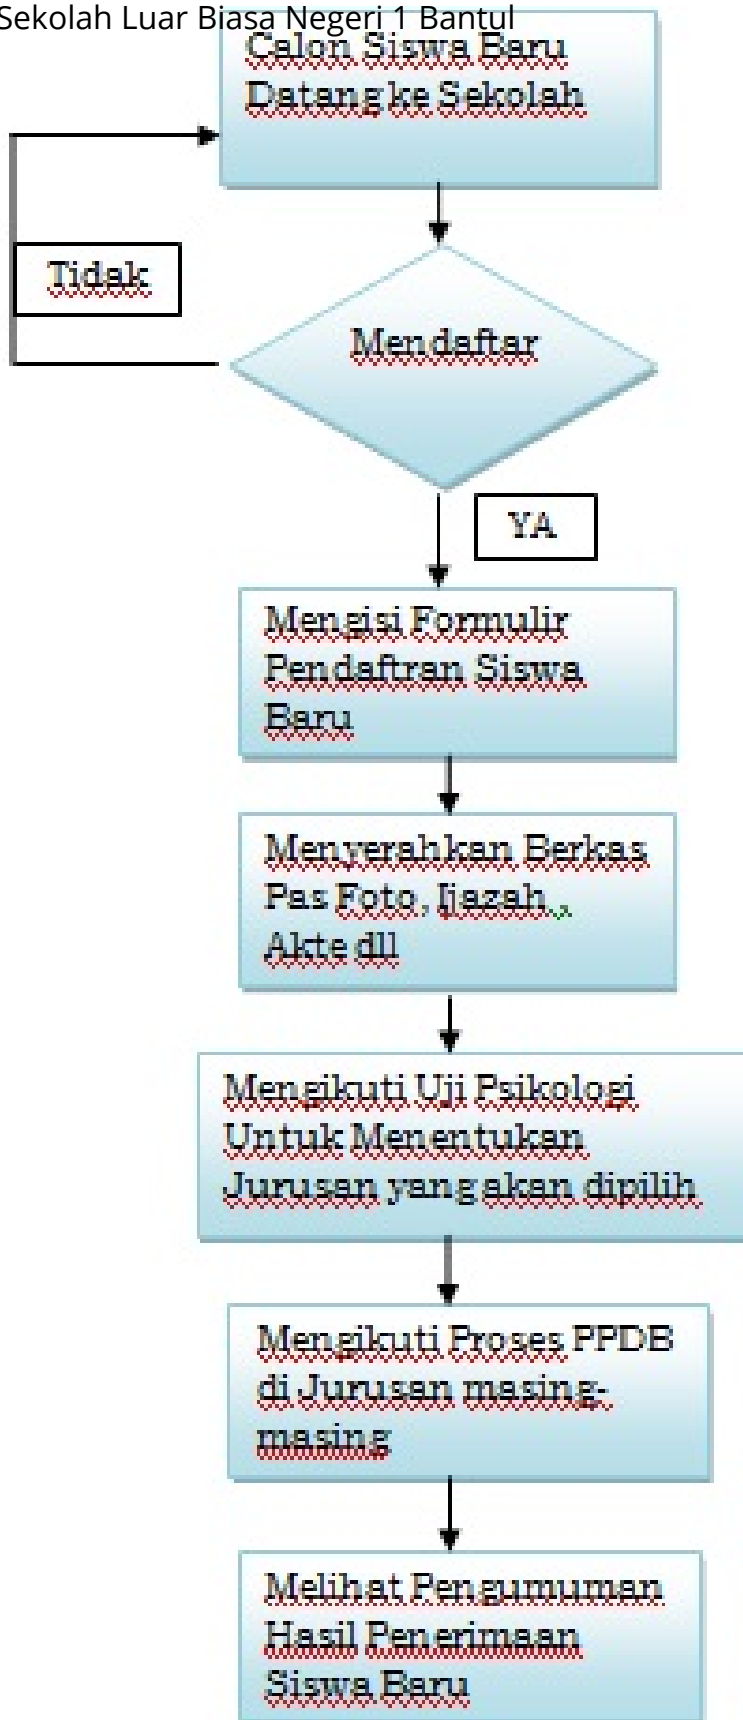 Sekolah Luar Biasa Negeri 1 Bantul
Calon Siswa Baru
Datang ke Sekolah
Tidak
Mendaftar
YA
Mengisi Formulir
Pendaftran Siswa
Baru
Menyerahkan Berkas
Pas Foto, Ijazah ,
Akte dll
Mengikuti Uji Psikologi
Untuk Menentukan
Jurusan yang akan dipilih
Mengikuti Proses PPDB
di Jurusan masing-
masing
Melihat Pengumuman
Hasil Penerimaan
Siswa Baru